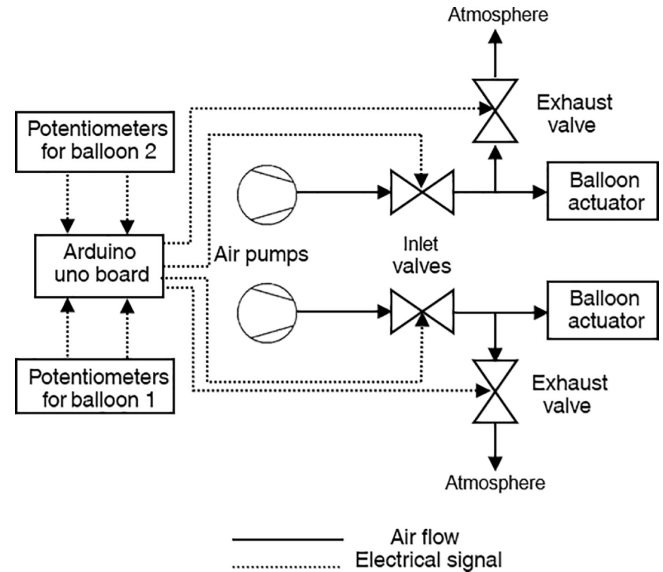 Atmosphere
Exhaust
valve
Potentiometers
for balloon 2
Balloon
actuator
Arduino
uno board
Air pumps
Inlet
valves
Balloon
actuator
Potentiometers
for balloon 1
Exhaust
valve
Atmosphere
Air flow
Electrical signal